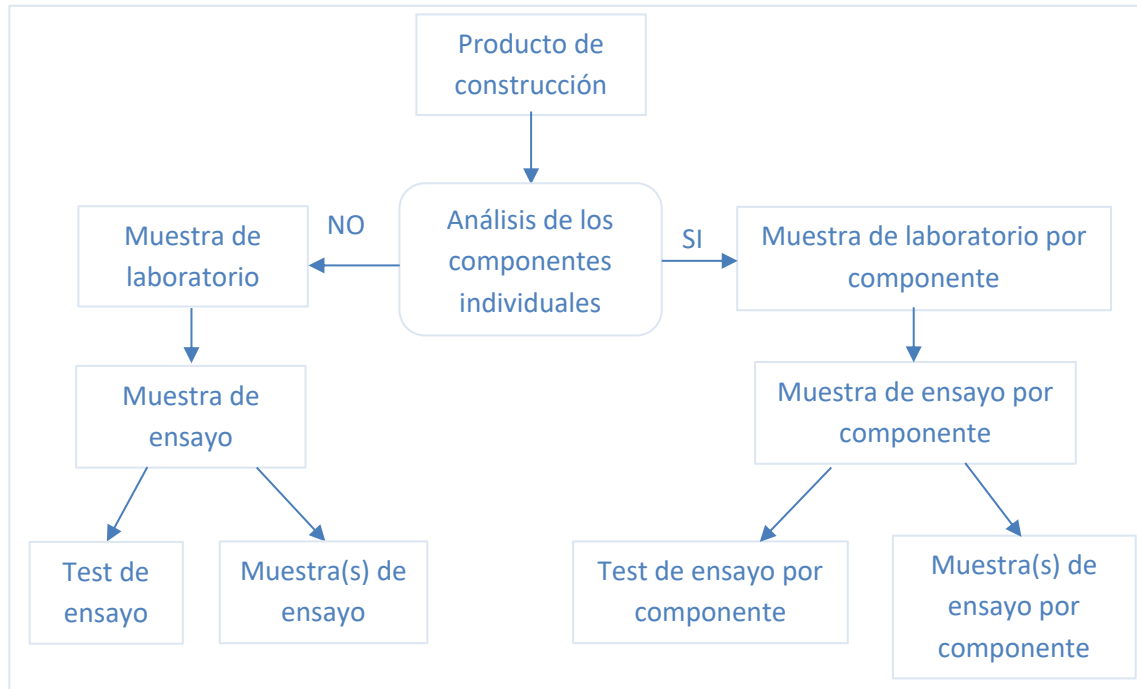 Producto de
construcción
Análisis de los
componentes
individuales
NO
SI
Muestra de
laboratorio
Muestra de laboratorio por
componente
Muestra de
ensayo
Muestra de ensayo por
componente
Test de
ensayo
Muestra(s) de
ensayo
Test de ensayo por
componente
Muestra(s) de
ensayo por
componente